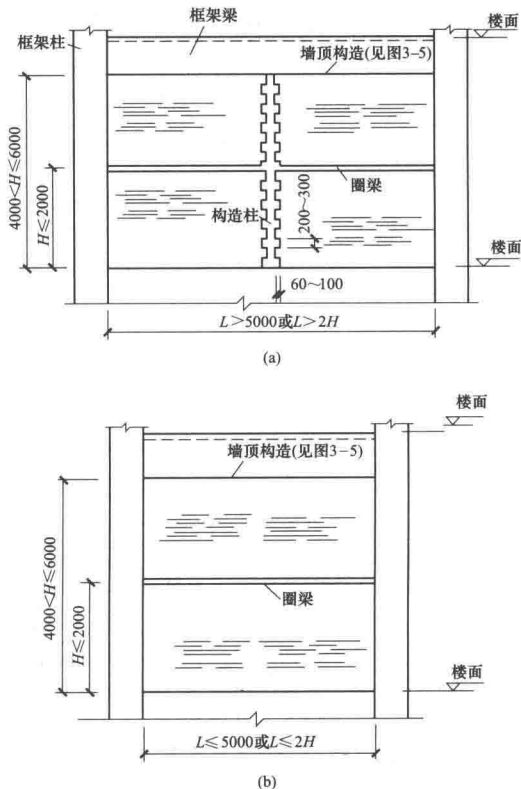 框架柱
框架梁
楼面
墙顶构造(见图3-5)
4000<H≤6000
H≤2000
圈梁
构造柱
200~300
楼面
60~100
L>5000或L>2H
(a)
楼面
墙顶构造(见图3-5)
4000<H≤6000
H≤2000
圈梁
楼面
L≤5000或L≤2H
(b)